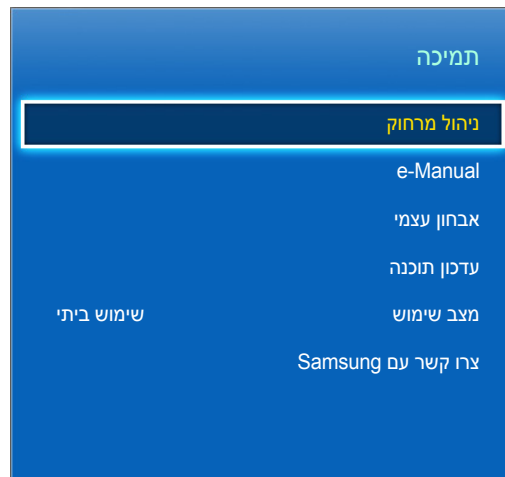 תמיכה
ניהול מרחוק
e-Manual
אבחון עצמי
עדכון תוכנה
מצב שימוש שימוש ביתי
צרו קשר עם Samsung